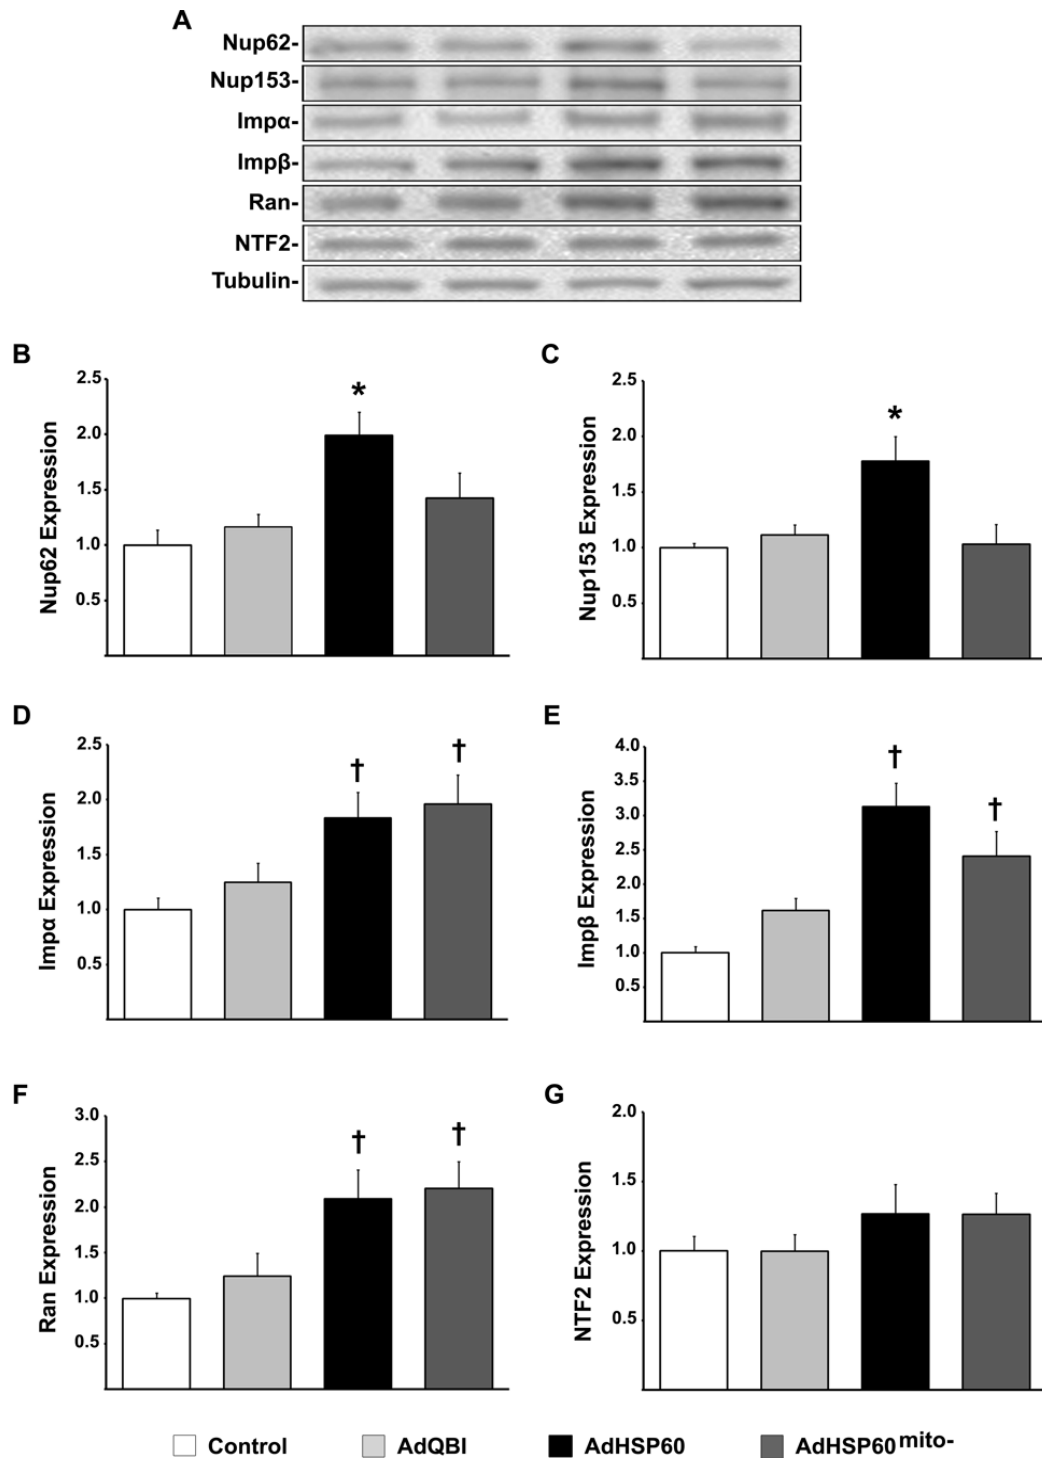 A
Nup62-
Nup153-
Impα-
Impβ-
Ran-
NTF2-
Tubulin-
B
Nup62 Expression
2.5
2.0
1.5
1.0
0.5
*
C
Nup153 Expression
2.5
2.0
1.5
1.0
0.5
*
D
Impα Expression
2.5
2.0
1.5
1.0
0.5
†
†
E
Impβ Expression
4.0
3.5
3.0
2.5
2.0
1.5
1.0
0.5
†
†
F
Ran Expression
3.0
2.5
2.0
1.5
1.0
0.5
†
†
G
NTF2 Expression
2.0
1.5
1.0
0.5
Control AdQBI AdHSP60 AdHSP60mito-